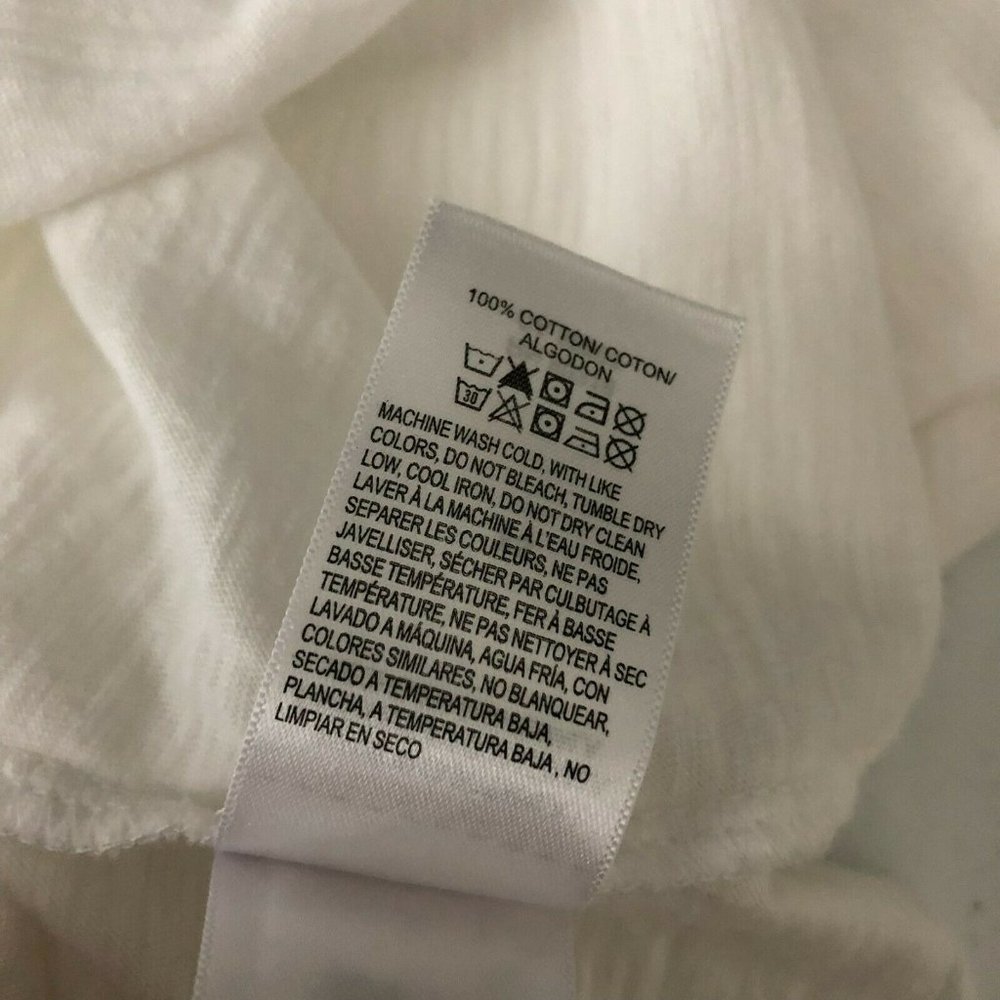 100% COTTON/ COTON/
ALGODON
30
MACHINE WASH COLD, WITH LIKE
COLORS, DO NOT BLEACH, TUMBLE DRY
LOW, COOL IRON, DO NOT DRY CLEAN
LAVER À LA MACHINE À L'EAU FROIDE,
SEPARER LES COULEURS, NE PAS
JAVELLISER, SÉCHER PAR CULBUTAGE À
BASSE TEMPÉRATURE, FER À BASSE
TEMPÉRATURE, NE PAS NETTOYER À SEC
LAVADO A MÁQUINA, AGUA FRÍA, CON
COLORES SIMILARES, NO BLANQUEAR,
SECADO A TEMPERATURA BAJA,
PLANCHA, A TEMPERATURA BAJA , NO
LIMPIAR EN SECO